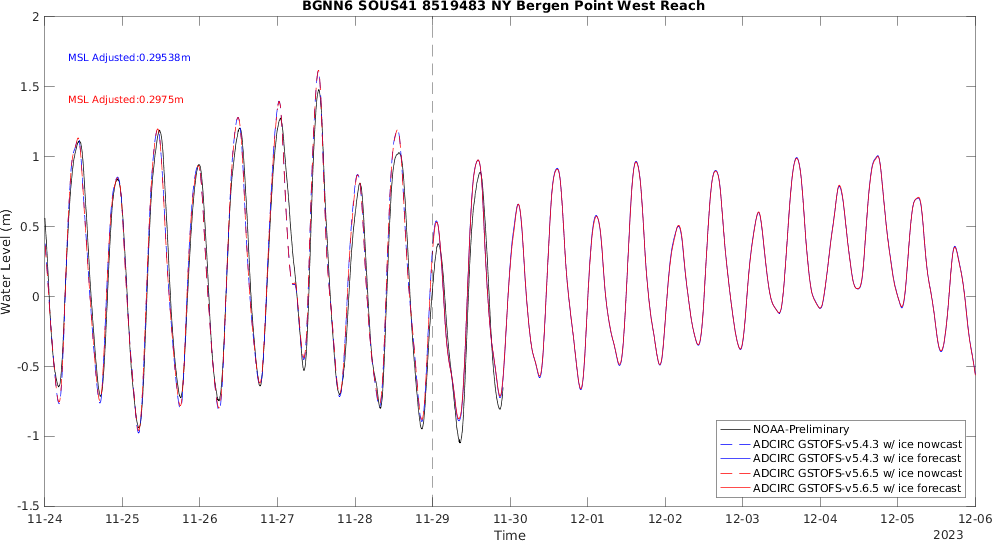 BGNN6 SOUS41 8519483 NY Bergen Point West Reach
MSL Adjusted:0.29538m
MSL Adjusted:0.2975m
Water Level (m)
2
1.5
1
0.5
0
-0.5
-1
-1.5
NOAA-Preliminary
ADCIRC GSTOFS-v5.4.3 w/ ice nowcast
ADCIRC GSTOFS-v5.4.3 w/ ice forecast
ADCIRC GSTOFS-v5.6.5 w/ ice nowcast
ADCIRC GSTOFS-v5.6.5 w/ ice forecast
11-24 11-25 11-26 11-27 11-28 11-29 11-30 12-01 12-02 12-03 12-04 12-05 12-06
Time
2023